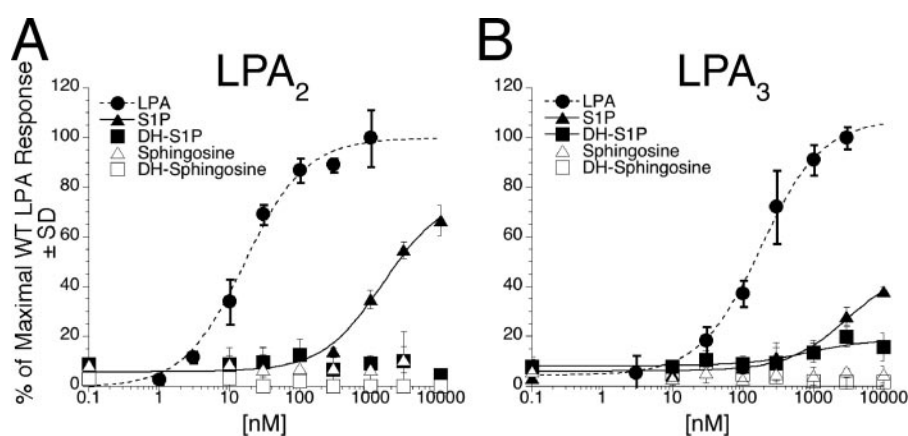 A
LPA2
% of Maximal WT LPA Response
± SD
120
100
80
60
40
20
0
LPA
S1P
DH-S1P
Sphingosine
DH-Sphingosine
0.1
1
10
100
1000
10000
[nM]
B
LPA3
120
100
80
60
40
20
0
LPA
S1P
DH-S1P
Sphingosine
DH-Sphingosine
0.1
1
10
100
1000
10000
[nM]